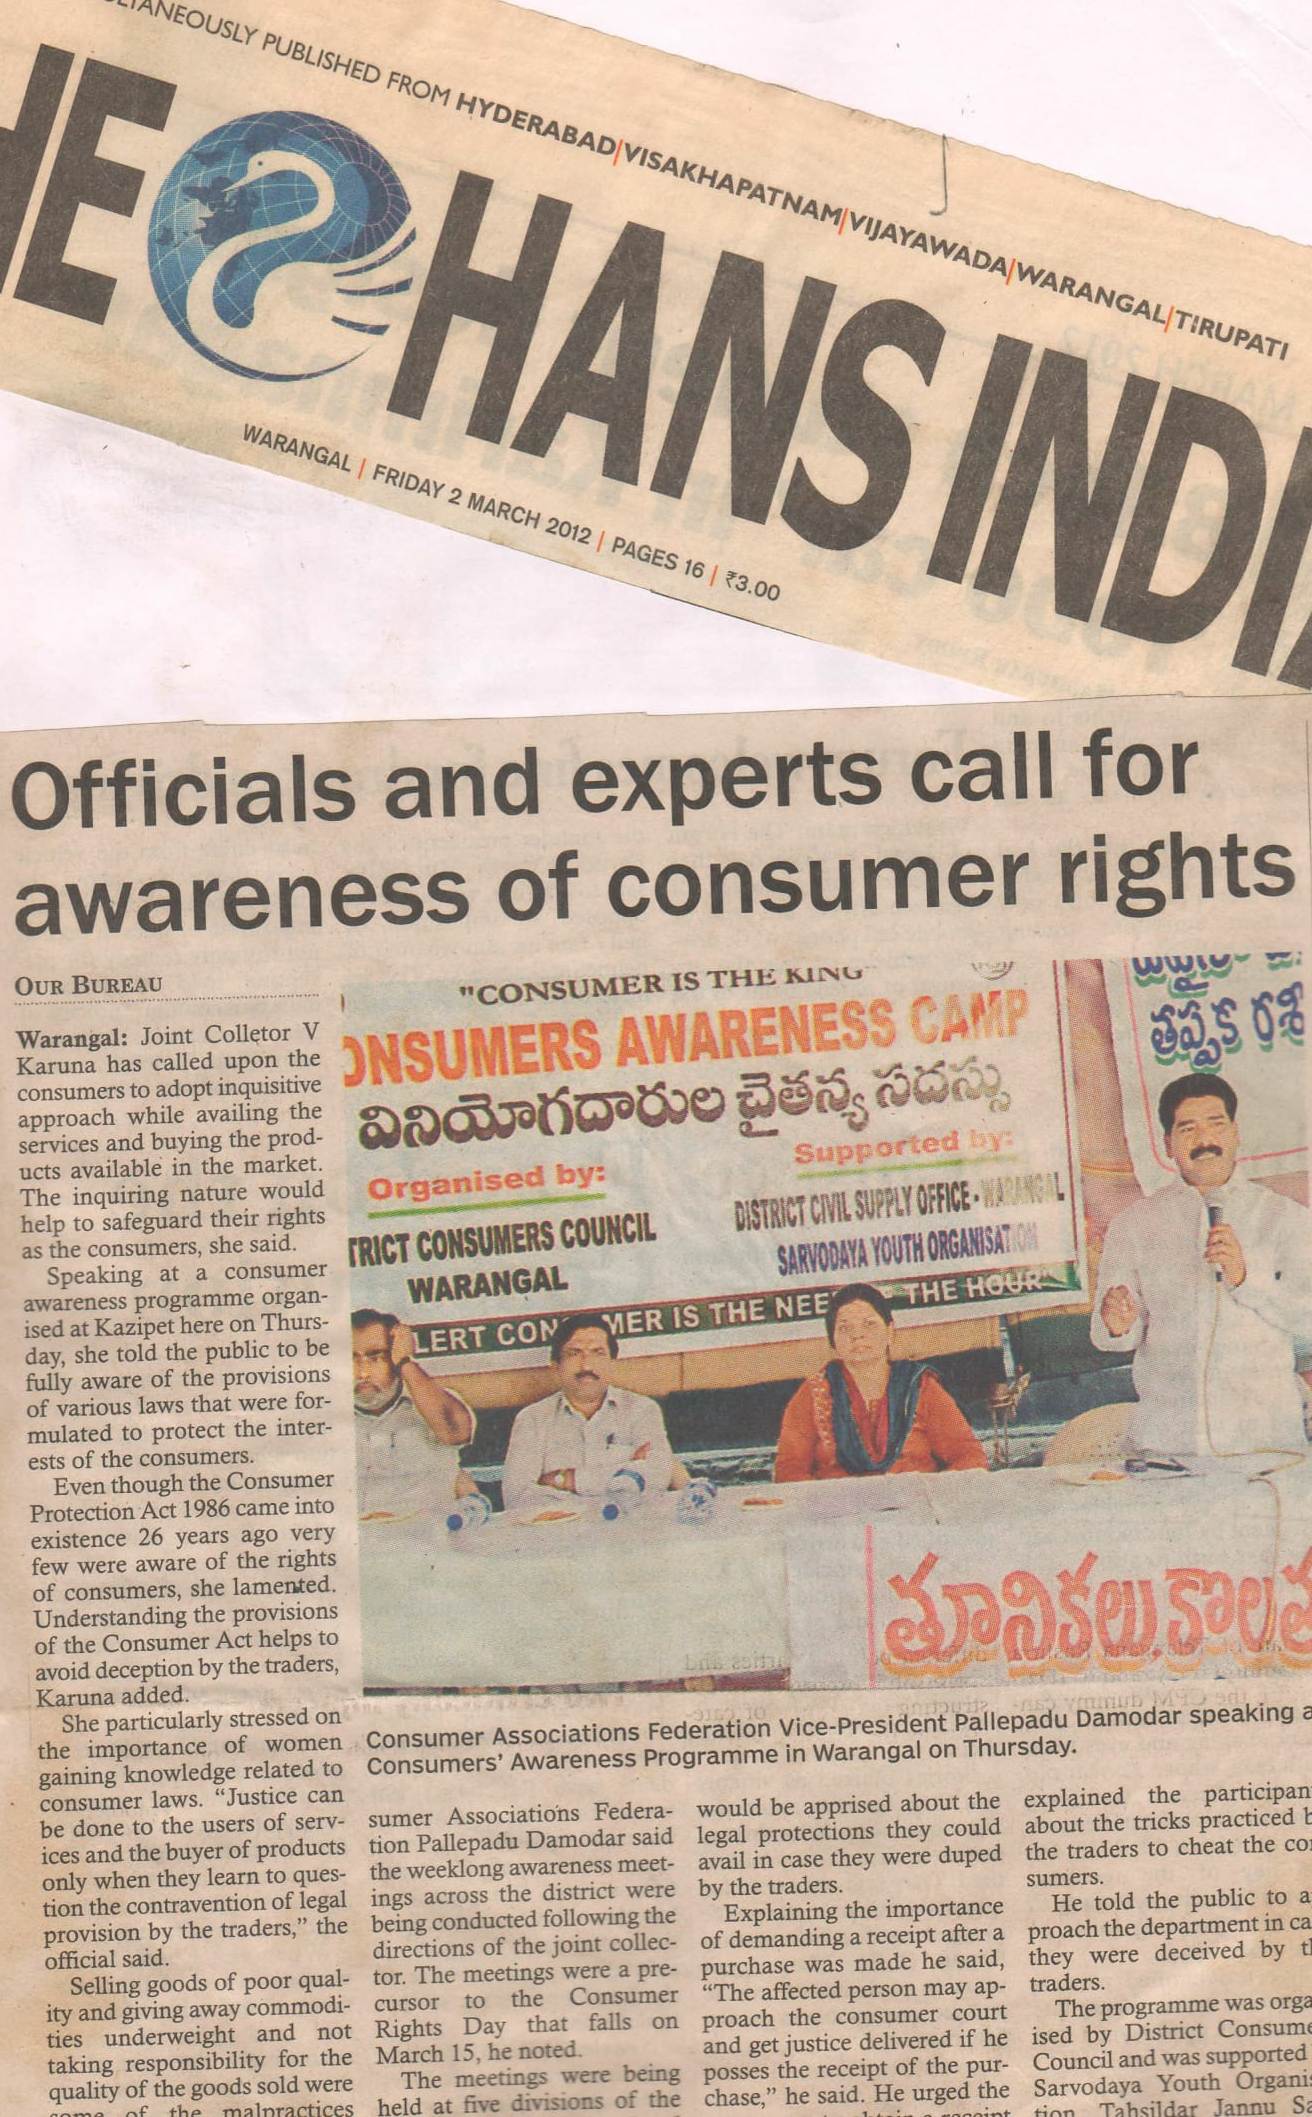 PUBLISHED FROM HYDERABAD|VISAKHAPATNAM|VIJAYAWADA|WARANGAL|TIRUPATI
HANS
WARANGAL | FRIDAY 2 MARCH 2012 | PAGES 16 | ₹3.00
Officials and experts call for
awareness of consumer rights
OUR BUREAU
Warangal: Joint Colletor V
Karuna has called upon the
consumers to adopt inquisitive
approach while availing the
services and buying the prod-
ucts available in the market.
The inquiring nature would
help to safeguard their rights
as the consumers, she said.
Speaking at a consumer
awareness programme organ-
ised at Kazipet here on Thurs-
day, she told the public to be
fully aware of the provisions
of various laws that were for-
mulated to protect the inter-
ests of the consumers.
Even though the Consumer
Protection Act 1986 came into
existence 26 years ago very
few were aware of the rights
of consumers, she lamented.
Understanding the provisions
of the Consumer Act helps to
avoid deception by the traders,
Karuna added.
She particularly stressed on
the importance of women
gaining knowledge related to
consumer laws. “Justice can
be done to the users of serv-
ices and the buyer of products
only when they learn to ques-
tion the contravention of legal
provision by the traders,” the
official said.
Selling goods of poor qual-
ity and giving away commodi-
ties underweight and not
taking responsibility for the
quality of the goods sold were
some of the malpractices
"CONSUMER IS THE KING"
ONSUMERS AWARENESS CAMP
వినియోగదారుల చైతన్య సదస్సు
Organised by:
Supported by:
TRICT CONSUMERS COUNCIL
WARANGAL
DISTRICT CIVIL SUPPLY OFFICE - WARANGAL
SARVODAYA YOUTH ORGANISATION
LERT CON MER IS THE NEE THE HOUR
తప్పక రశీ
తూనికలు, కొలత
Consumer Associations Federation Vice-President Pallepadu Damodar speaking a
Consumers’ Awareness Programme in Warangal on Thursday.
sumer Associations Federa-
tion Pallepadu Damodar said
the weeklong awareness meet-
ings across the district were
being conducted following the
directions of the joint collec-
tor. The meetings were a pre-
cursor to the Consumer
Rights Day that falls on
March 15, he noted.
The meetings were being
held at five divisions of the
would be apprised about the
legal protections they could
avail in case they were duped
by the traders.
Explaining the importance
of demanding a receipt after a
purchase was made he said,
“The affected person may ap-
proach the consumer court
and get justice delivered if he
posses the receipt of the pur-
chase,” he said. He urged the
explained the participan
about the tricks practiced b
the traders to cheat the co
sumers.
He told the public to a
proach the department in ca
they were deceived by t
traders.
The programme was orga
ised by District Consume
Council and was supported
Sarvodaya Youth Organis
tion. Tahsildar Jannu Sa